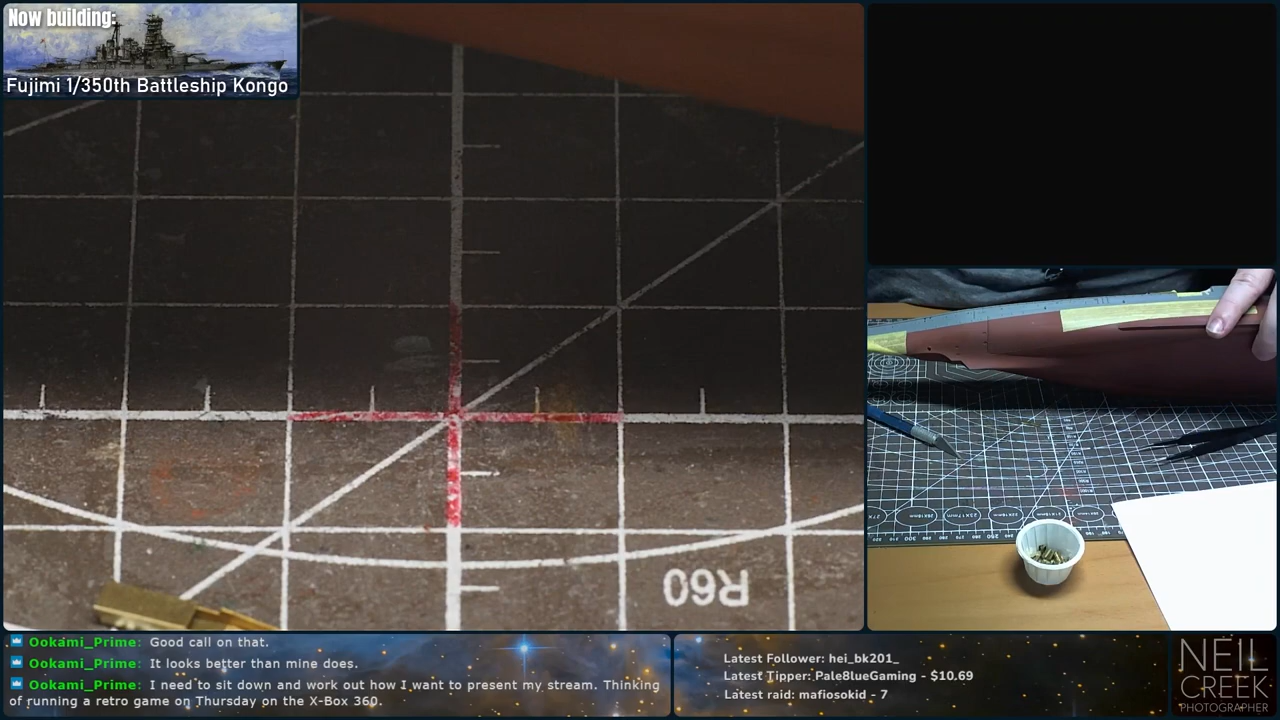 Now building:
Fujimi 1/350th Battleship Kongo
R60
Ookami_Prime: Good call on that.
Ookami_Prime: It looks better than mine does.
Ookami_Prime: I need to sit down and work out how I want to present my stream. Thinking
of running a retro game on Thursday on the X-Box 360.
Latest Follower: hei_bk201_
Latest Tipper: PaleBlueGaming - $10.69
Latest raid: mafiosokid - 7
NEIL
CREEK
PHOTOGRAPHER